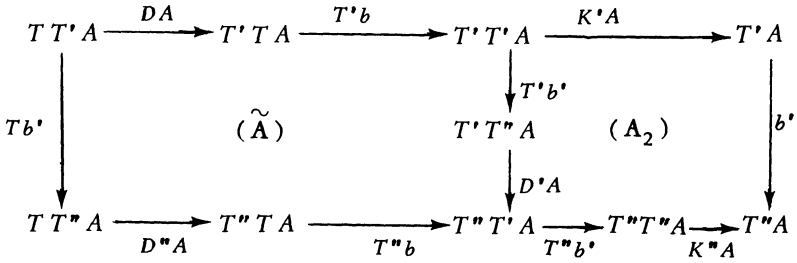 DA T'b K'A
T T'A T'T A T'T'A T'A
T'b'
Tb' (Ã) T'T"A (A₂) b'
D'A
T T"A T"T A T"T'A T"T"A T"A
D"A T"b T"b' K"A